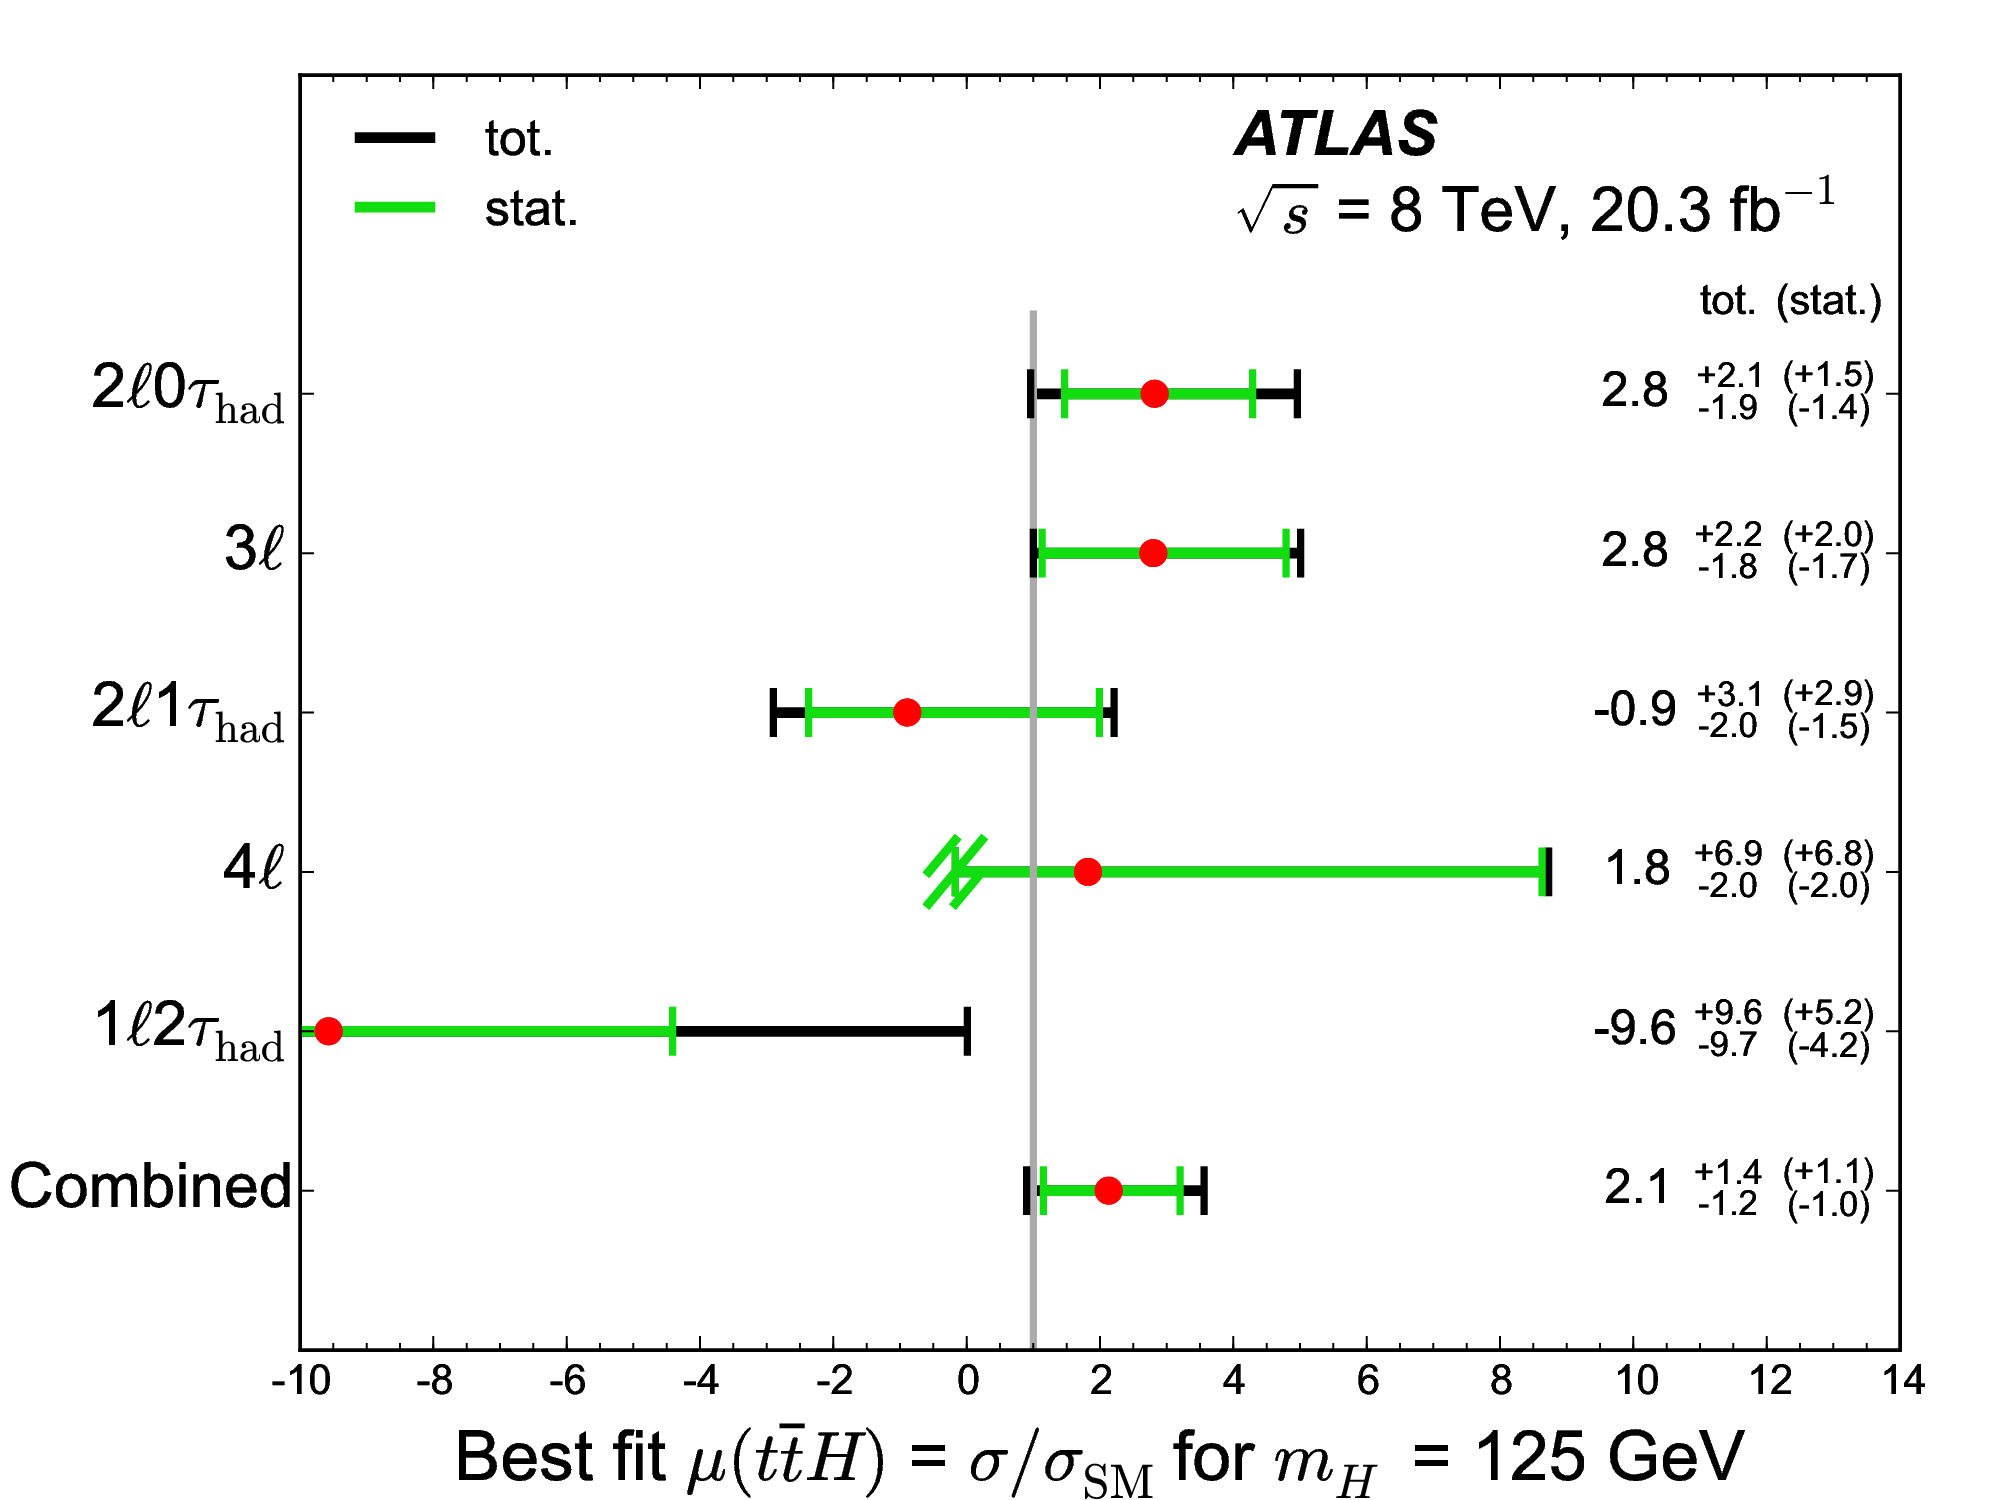 tot.
stat.
ATLAS
√s = 8 TeV, 20.3 fb⁻¹
tot. (stat.)
2ℓ0τhad 2.8 +2.1 (+1.5)
-1.9 (-1.4)
3ℓ 2.8 +2.2 (+2.0)
-1.8 (-1.7)
2ℓ1τhad -0.9 +3.1 (+2.9)
-2.0 (-1.5)
4ℓ 1.8 +6.9 (+6.8)
-2.0 (-2.0)
1ℓ2τhad -9.6 +9.6 (+5.2)
-9.7 (-4.2)
Combined 2.1 +1.4 (+1.1)
-1.2 (-1.0)
-10 -8 -6 -4 -2 0 2 4 6 8 10 12 14
Best fit μ(tt̄H) = σ/σSM for mH = 125 GeV